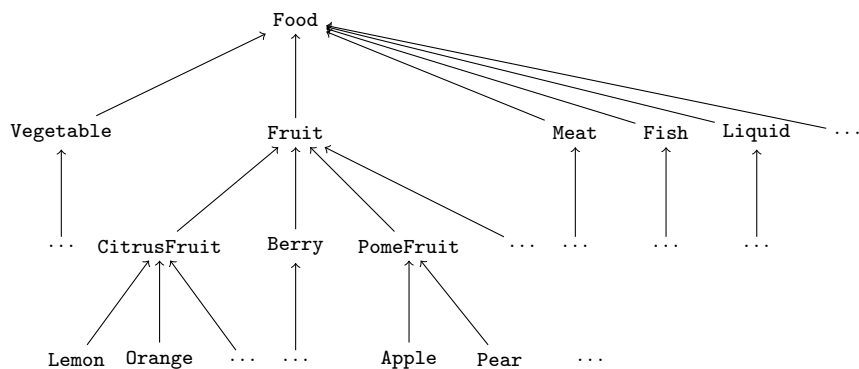 Food
Vegetable Fruit Meat Fish Liquid ...
... CitrusFruit Berry PomeFruit ... ... ... ...
Lemon Orange ... ... Apple Pear ...